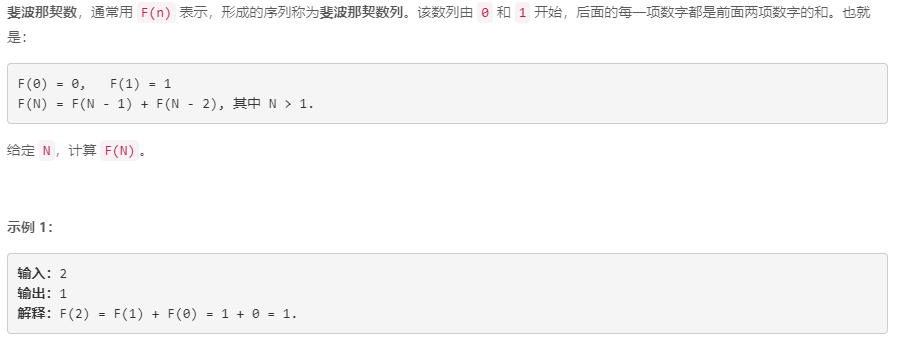 斐波那契数，通常用 F(n) 表示，形成的序列称为斐波那契数列。该数列由 0 和 1 开始，后面的每一项数字都是前面两项数字的和。也就
是：
F(0) = 0,   F(1) = 1
F(N) = F(N - 1) + F(N - 2), 其中 N > 1.
给定 N，计算 F(N)。
示例 1：
输入：2
输出：1
解释：F(2) = F(1) + F(0) = 1 + 0 = 1.